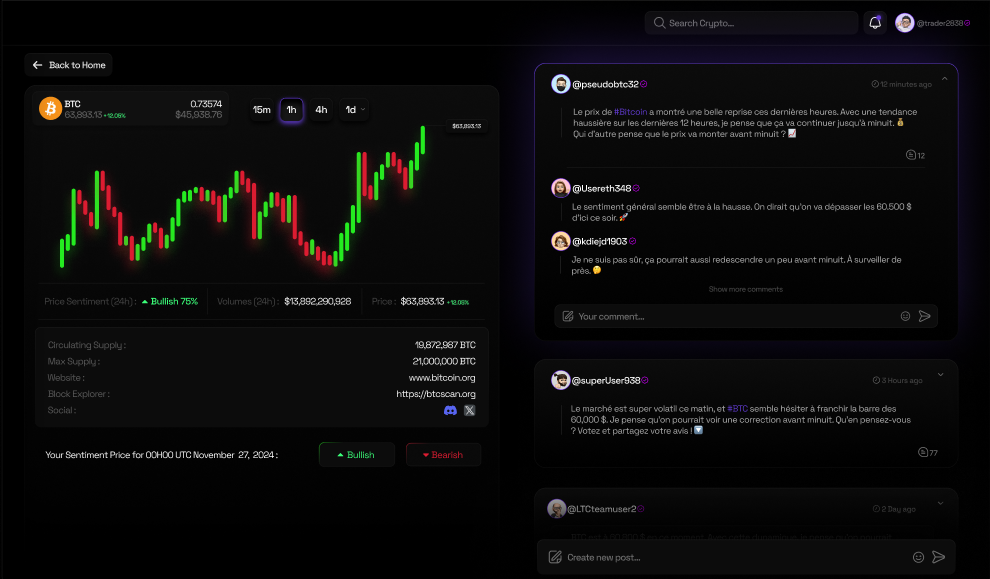 Search Crypto...
@trader2838
Back to Home
BTC
63,893.13 +12.05%
0.73574
$45,938.76
15m 1h 4h 1d
$63,893.13
Price Sentiment (24h) : Bullish 75%
Volumes (24h) : $13,892,290,928
Price : $63,893.13 +12.05%
Circulating Supply : 19,872,987 BTC
Max Supply : 21,000,000 BTC
Website : www.bitcoin.org
Block Explorer : https://btcscan.org
Social :
Your Sentiment Price for 00H00 UTC November 27, 2024 :
Bullish
Bearish
@pseudobtc32
12 minutes ago
Le prix de #Bitcoin a montré une belle reprise ces dernières heures. Avec une tendance
haussière sur les dernières 12 heures, je pense que ça va continuer jusqu'à minuit. 💰
Qui d'autre pense que le prix va monter avant minuit ? 📈
12
@Usereth348
Le sentiment général semble être à la hausse. On dirait qu'on va dépasser les 60.500 $
d'ici ce soir. 🚀
@kdiejd1903
Je ne suis pas sûr, ça pourrait aussi redescendre un peu avant minuit. À surveiller de
près. 🤔
Show more comments
Your comment...
@superUser938
3 Hours ago
Le marché est super volatil ce matin, et #BTC semble hésiter à franchir la barre des
60,000 $. Je pense qu'on pourrait voir une correction avant minuit. Qu'en pensez-vous
? Votez et partagez votre avis ! 🔽
77
@LTCteamuser2
2 Day ago
Create new post...